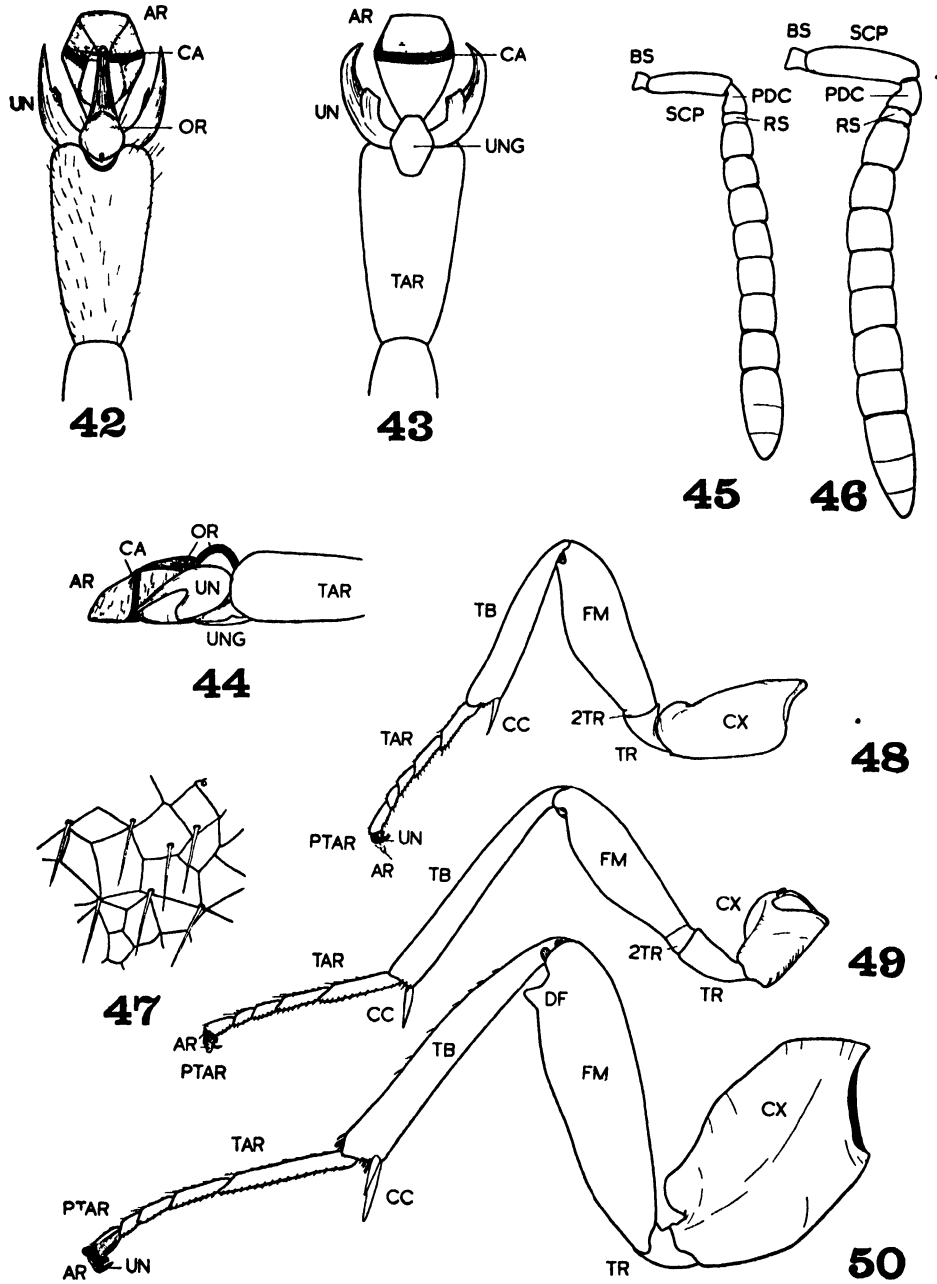 AR
CA
UN
OR
42
AR
CA
UN
UNG
TAR
43
BS
SCP
PDC
RS
45
BS
SCP
PDC
RS
46
CA
OR
AR
UN
TAR
UNG
44
TB
FM
2TR
CX
CC
TAR
TR
PTAR
UN
AR
48
47
TB
FM
CX
2TR
TAR
TR
CC
AR
PTAR
49
DF
TB
FM
CX
TAR
CC
PTAR
AR
UN
TR
50